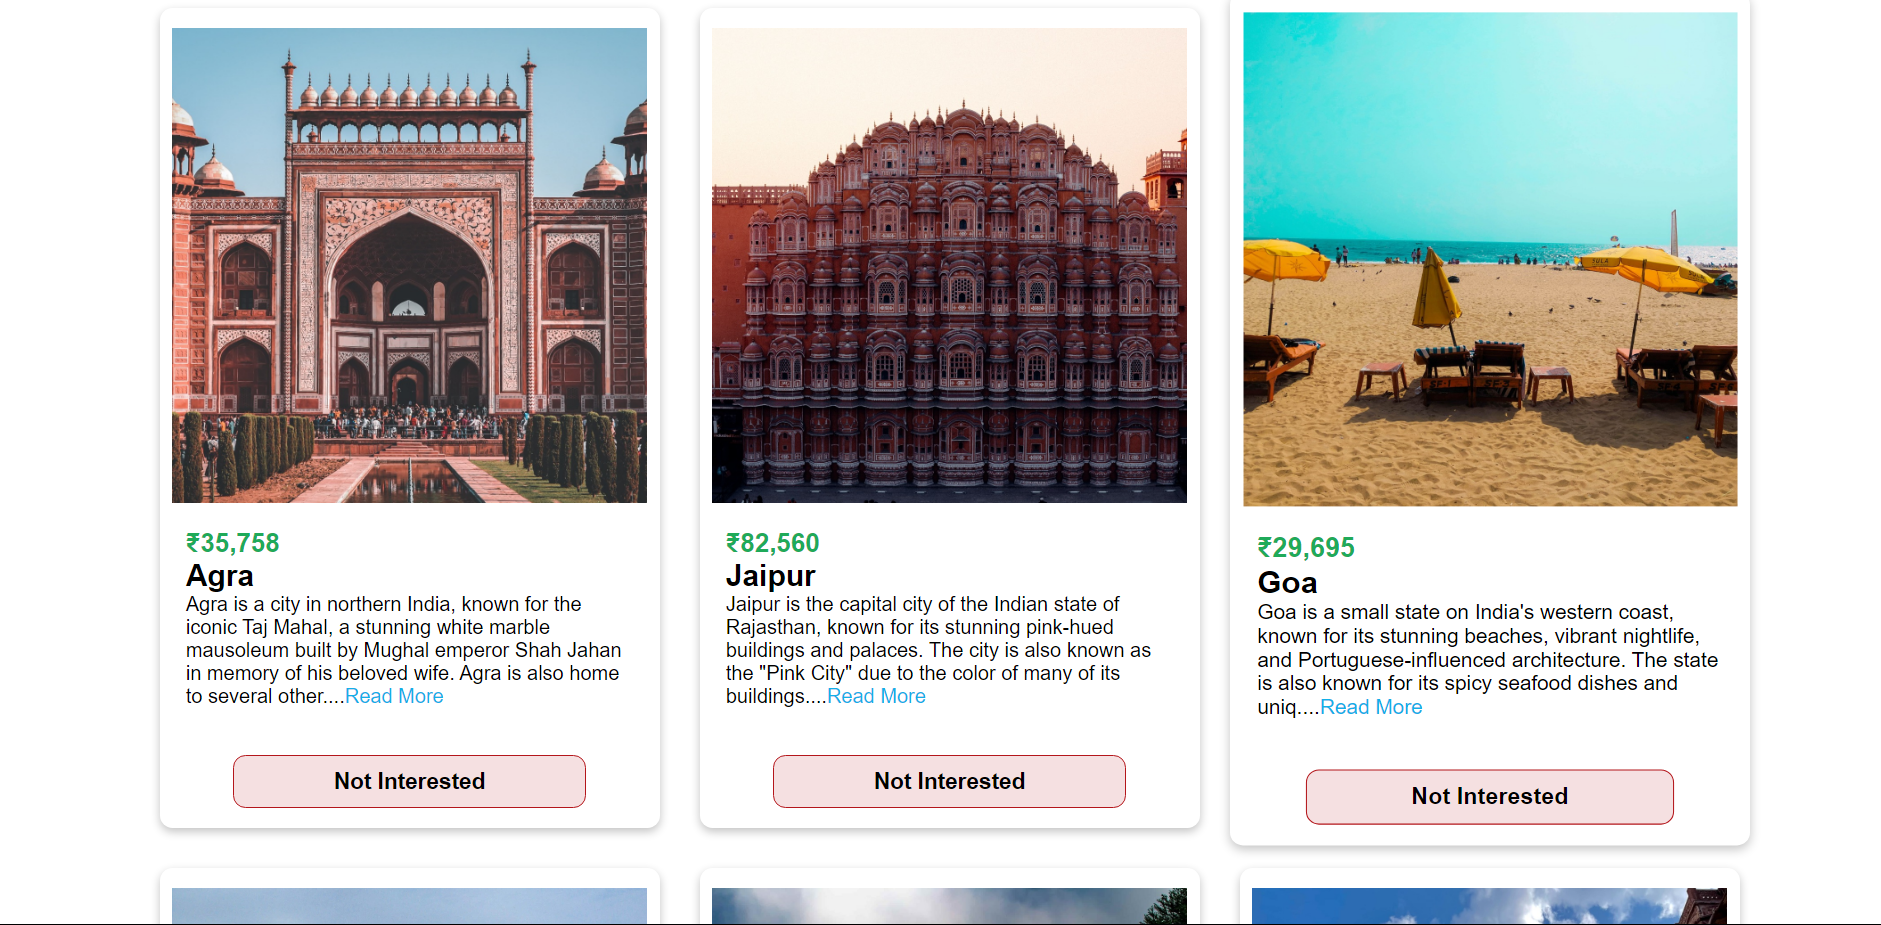 ₹35,758
Agra
Agra is a city in northern India, known for the
iconic Taj Mahal, a stunning white marble
mausoleum built by Mughal emperor Shah Jahan
in memory of his beloved wife. Agra is also home
to several other....Read More
Not Interested
₹82,560
Jaipur
Jaipur is the capital city of the Indian state of
Rajasthan, known for its stunning pink-hued
buildings and palaces. The city is also known as
the "Pink City" due to the color of many of its
buildings....Read More
Not Interested
SULA
₹29,695
Goa
Goa is a small state on India's western coast,
known for its stunning beaches, vibrant nightlife,
and Portuguese-influenced architecture. The state
is also known for its spicy seafood dishes and
uniq....Read More
Not Interested